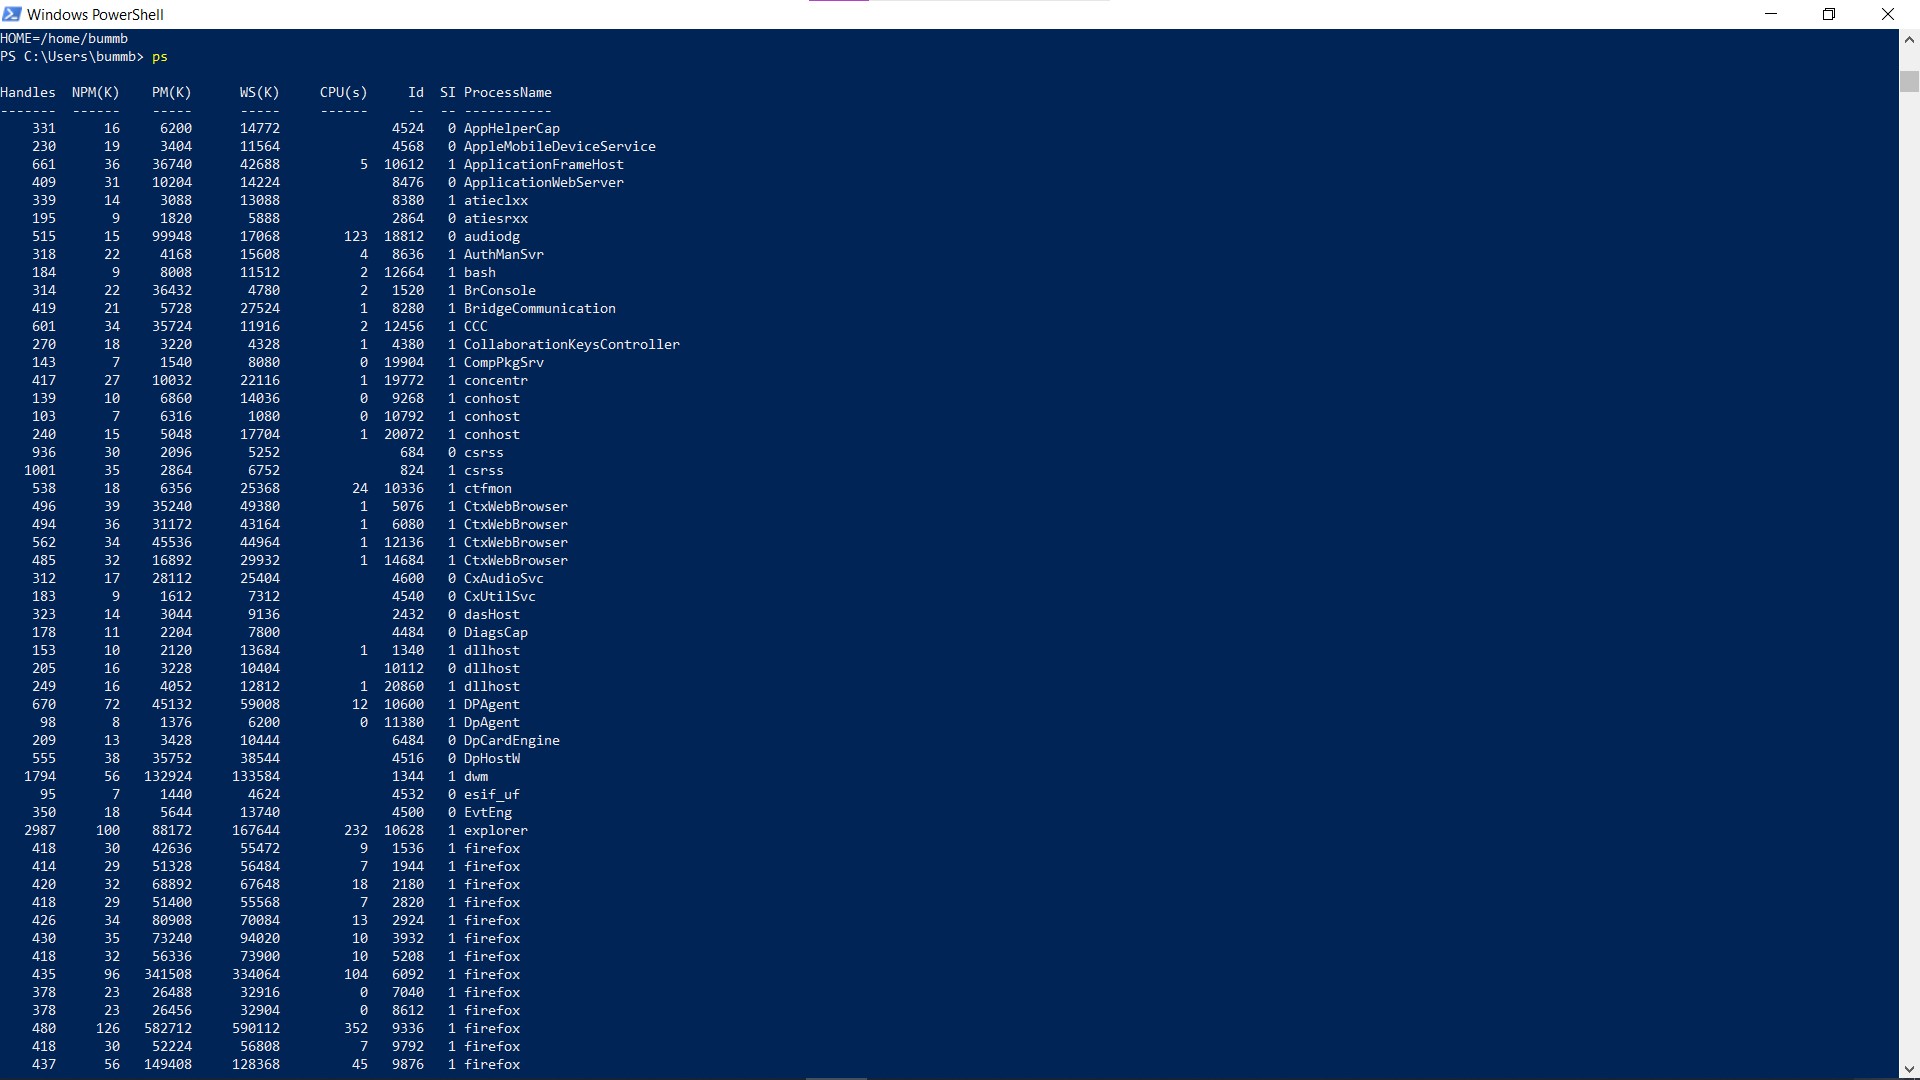 Windows PowerShell
HOME=/home/bummb
PS C:\Users\bummb> ps
Handles  NPM(K)    PM(K)      WS(K)     CPU(s)     Id  SI ProcessName
-------  ------    -----      -----     ------     --  -- -----------
    331      16     6200      14772              4524   0 AppHelperCap
    230      19     3404      11564              4568   0 AppleMobileDeviceService
    661      36    36740      42688          5  10612   1 ApplicationFrameHost
    409      31    10204      14224              8476   0 ApplicationWebServer
    339      14     3088      13088              8380   1 atieclxx
    195       9     1820       5888              2864   0 atiesrxx
    515      15    99948      17068        123  18812   0 audiodg
    318      22     4168      15608          4   8636   1 AuthManSvr
    184       9     8008      11512          2  12664   1 bash
    314      22    36432       4780          2   1520   1 BrConsole
    419      21     5728      27524          1   8280   1 BridgeCommunication
    601      34    35724      11916          2  12456   1 CCC
    270      18     3220       4328          1   4380   1 CollaborationKeysController
    143       7     1540       8080          0  19904   1 CompPkgSrv
    417      27    10032      22116          1  19772   1 concentr
    139      10     6860      14036          0   9268   1 conhost
    103       7     6316       1080          0  10792   1 conhost
    240      15     5048      17704          1  20072   1 conhost
    936      30     2096       5252               684   0 csrss
   1001      35     2864       6752               824   1 csrss
    538      18     6356      25368         24  10336   1 ctfmon
    496      39    35240      49380          1   5076   1 CtxWebBrowser
    494      36    31172      43164          1   6080   1 CtxWebBrowser
    562      34    45536      44964          1  12136   1 CtxWebBrowser
    485      32    16892      29932          1  14684   1 CtxWebBrowser
    312      17    28112      25404              4600   0 CxAudioSvc
    183       9     1612       7312              4540   0 CxUtilSvc
    323      14     3044       9136              2432   0 dasHost
    178      11     2204       7800              4484   0 DiagsCap
    153      10     2120      13684          1   1340   1 dllhost
    205      16     3228      10404             10112   0 dllhost
    249      16     4052      12812          1  20860   1 dllhost
    670      72    45132      59008         12  10600   1 DPAgent
     98       8     1376       6200          0  11380   1 DpAgent
    209      13     3428      10444              6484   0 DpCardEngine
    555      38    35752      38544              4516   0 DpHostW
   1794      56   132924     133584              1344   1 dwm
     95       7     1440       4624              4532   0 esif_uf
    350      18     5644      13740              4500   0 EvtEng
   2987     100    88172     167644        232  10628   1 explorer
    418      30    42636      55472          9   1536   1 firefox
    414      29    51328      56484          7   1944   1 firefox
    420      32    68892      67648         18   2180   1 firefox
    418      29    51400      55568          7   2820   1 firefox
    426      34    80908      70084         13   2924   1 firefox
    430      35    73240      94020         10   3932   1 firefox
    418      32    56336      73900         10   5208   1 firefox
    435      96   341508     334064        104   6092   1 firefox
    378      23    26488      32916          0   7040   1 firefox
    378      23    26456      32904          0   8612   1 firefox
    480     126   582712     590112        352   9336   1 firefox
    418      30    52224      56808          7   9792   1 firefox
    437      56   149408     128368         45   9876   1 firefox